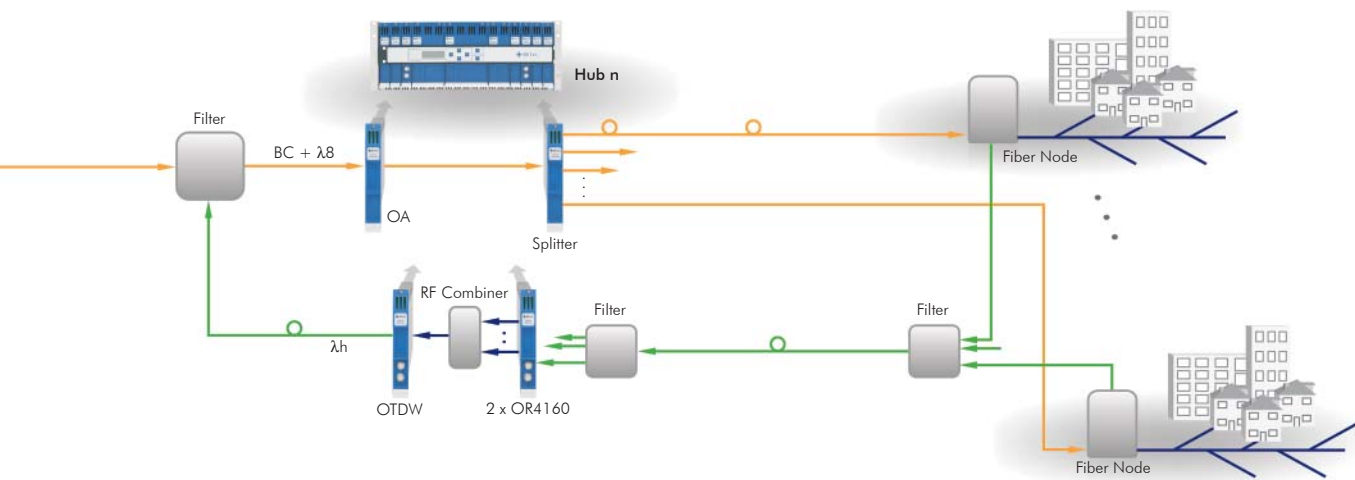 Hub n
Filter
BC + λ8
Fiber Node
OA
Splitter
RF Combiner
Filter
Filter
λh
OTDW
2 x OR4160
Fiber Node